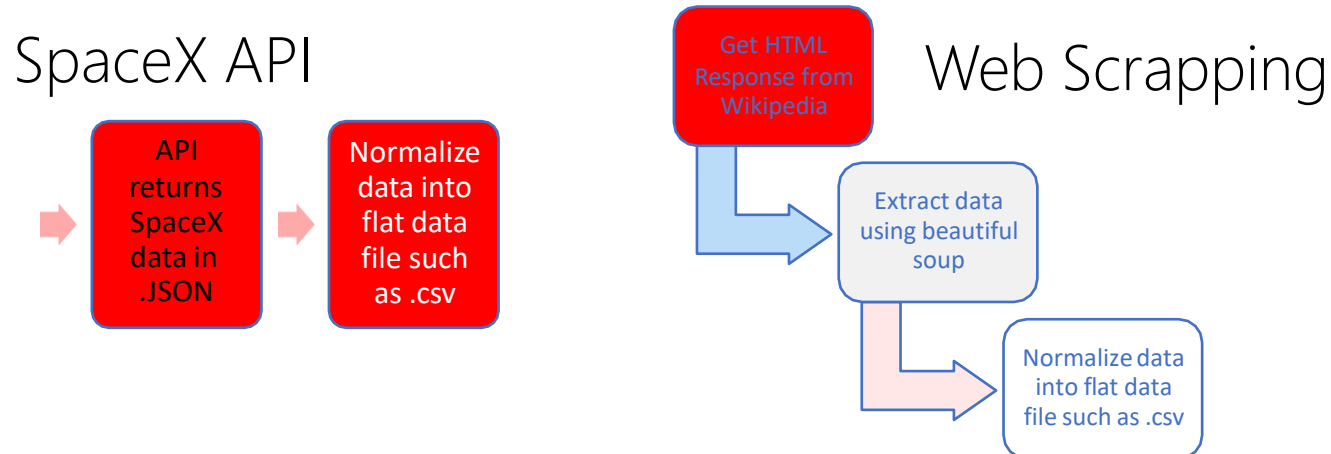 SpaceX API
API
returns
SpaceX
data in
.JSON
Normalize
data into
flat data
file such
as .csv
Web Scrapping
Get HTML
Response from
Wikipedia
Extract data
using beautiful
soup
Normalize data
into flat data
file such as .csv